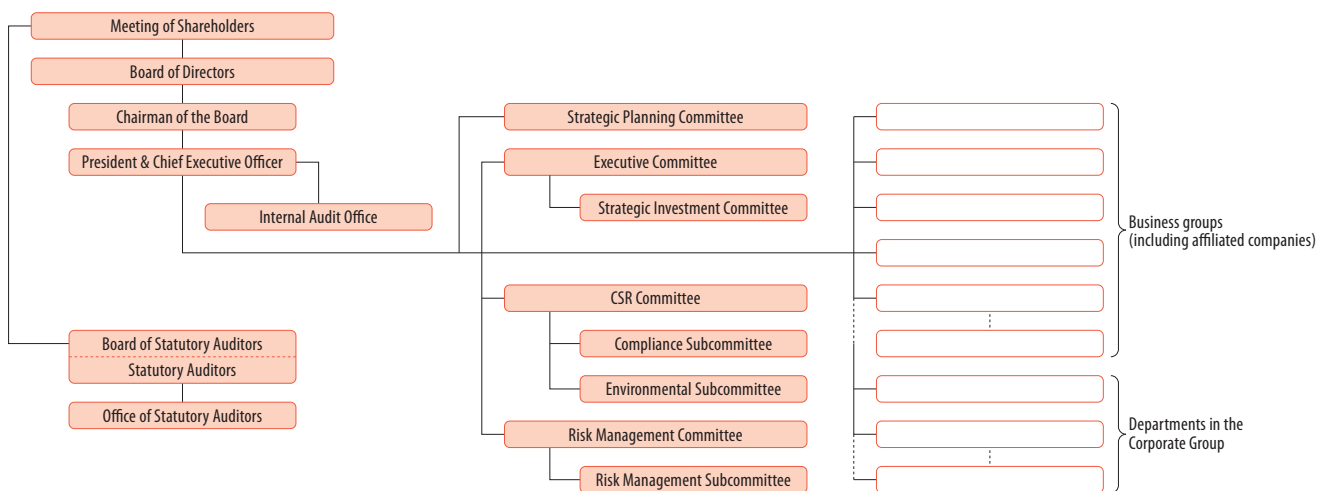 Meeting of Shareholders
Board of Directors
Chairman of the Board
President & Chief Executive Officer
Internal Audit Office
Board of Statutory Auditors
Statutory Auditors
Office of Statutory Auditors
Strategic Planning Committee
Executive Committee
Strategic Investment Committee
CSR Committee
Compliance Subcommittee
Environmental Subcommittee
Risk Management Committee
Risk Management Subcommittee
Business groups
(including affiliated companies)
Departments in the
Corporate Group